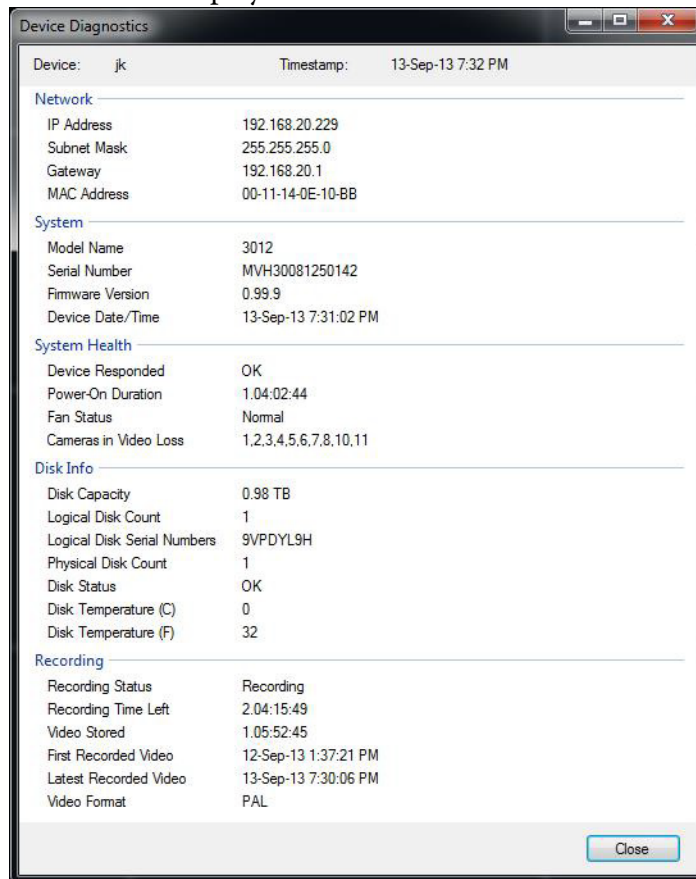 Device Diagnostics
Device: jk Timestamp: 13-Sep-13 7:32 PM
Network
IP Address 192.168.20.229
Subnet Mask 255.255.255.0
Gateway 192.168.20.1
MAC Address 00-11-14-0E-10-BB
System
Model Name 3012
Serial Number MVH30081250142
Firmware Version 0.99.9
Device Date/Time 13-Sep-13 7:31:02 PM
System Health
Device Responded OK
Power-On Duration 1.04:02:44
Fan Status Normal
Cameras in Video Loss 1,2,3,4,5,6,7,8,10,11
Disk Info
Disk Capacity 0.98 TB
Logical Disk Count 1
Logical Disk Serial Numbers 9VPDYL9H
Physical Disk Count 1
Disk Status OK
Disk Temperature (C) 0
Disk Temperature (F) 32
Recording
Recording Status Recording
Recording Time Left 2.04:15:49
Video Stored 1.05:52:45
First Recorded Video 12-Sep-13 1:37:21 PM
Latest Recorded Video 13-Sep-13 7:30:06 PM
Video Format PAL
Close